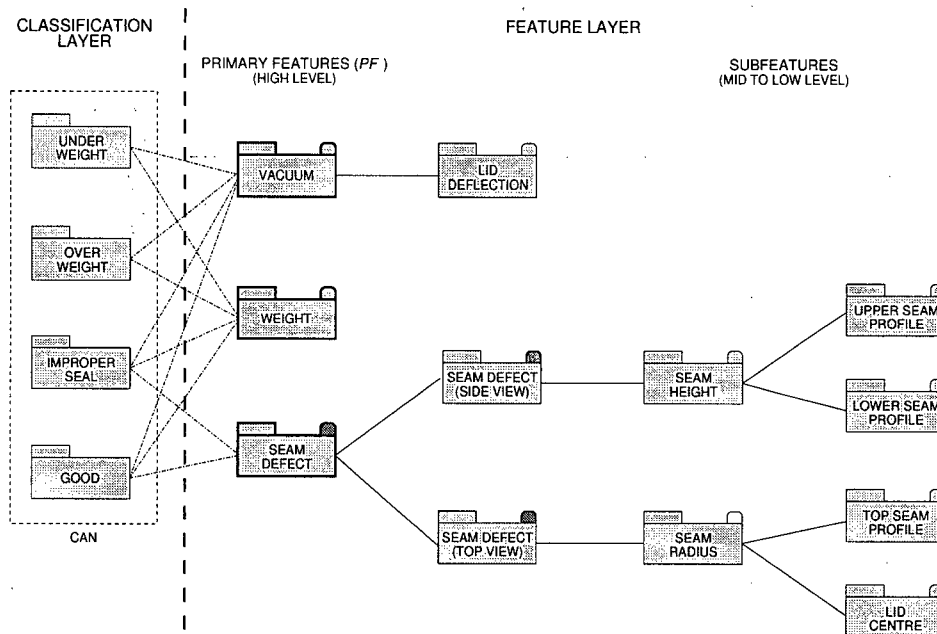 CLASSIFICATION
LAYER
FEATURE LAYER
PRIMARY FEATURES (PF )
(HIGH LEVEL)
SUBFEATURES
(MID TO LOW LEVEL)
UNDER
WEIGHT
VACUUM
LID
DEFLECTION
OVER
WEIGHT
WEIGHT
UPPER SEAM
PROFILE
IMPROPER
SEAL
SEAM DEFECT
(SIDE VIEW)
SEAM
HEIGHT
LOWER SEAM
PROFILE
SEAM
DEFECT
GOOD
TOP SEAM
PROFILE
SEAM DEFECT
(TOP VIEW)
SEAM
RADIUS
CAN
LID
CENTRE